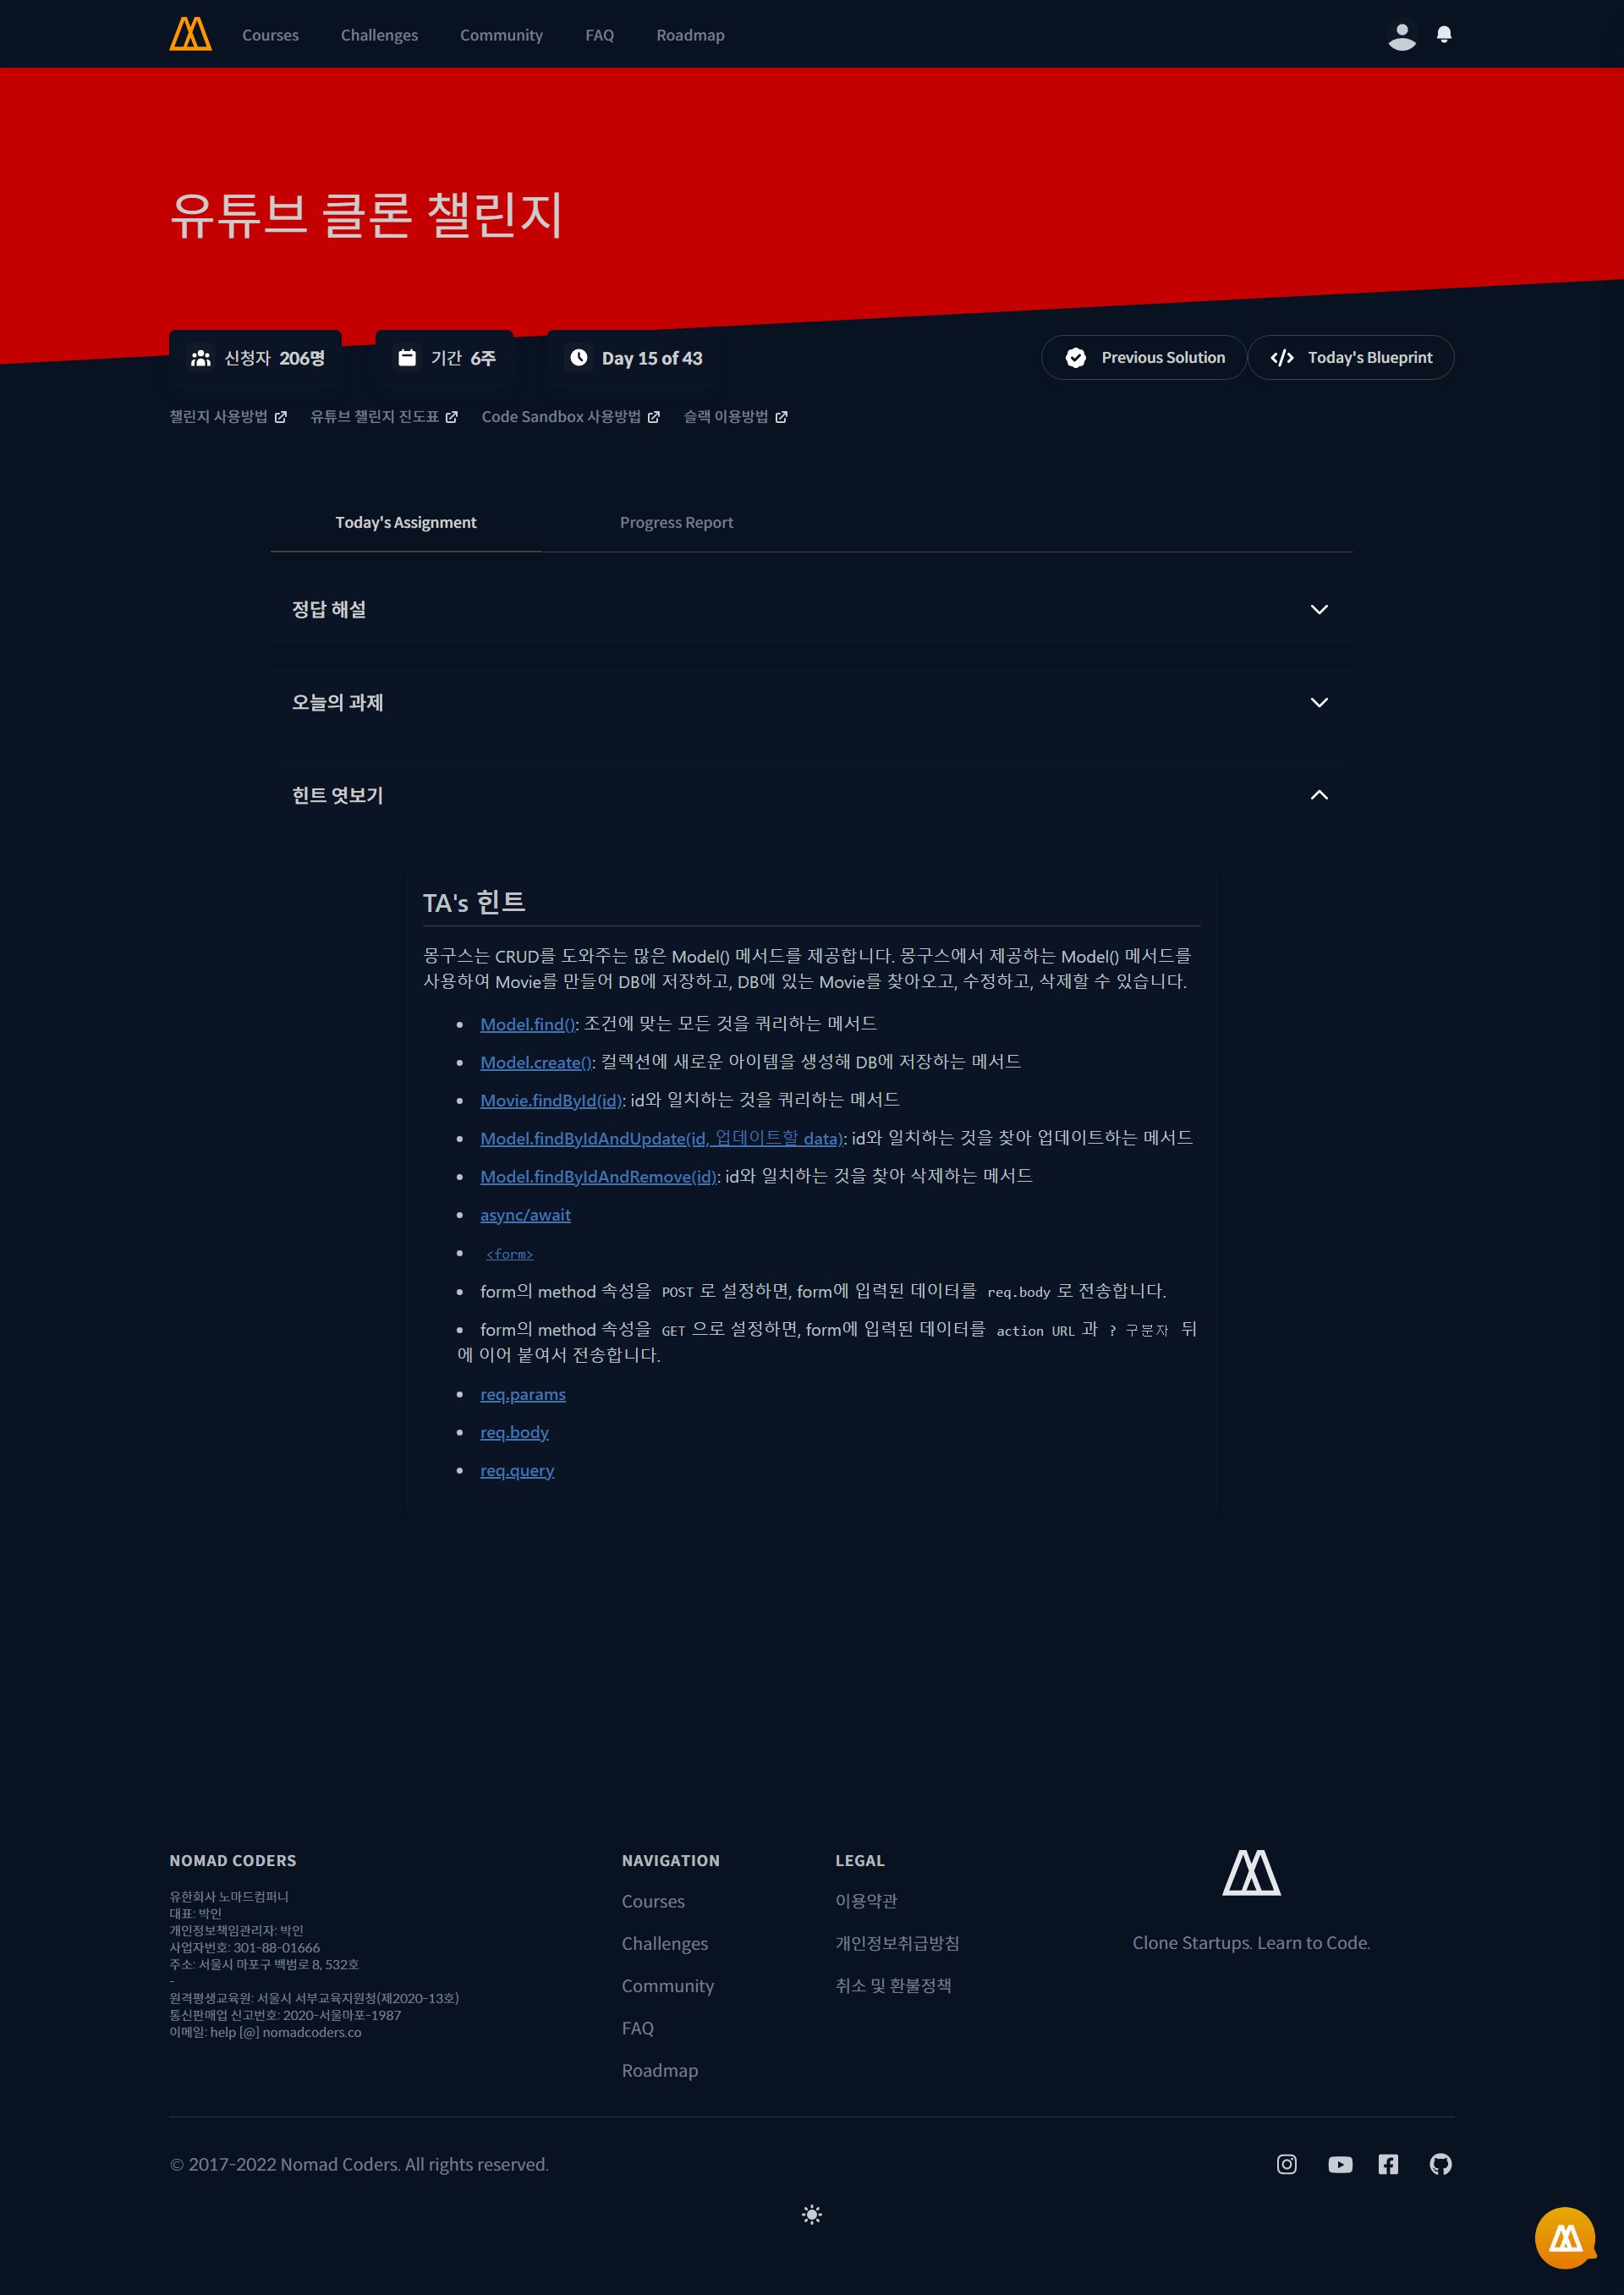 Courses Challenges Community FAQ Roadmap
유튜브 클론 챌린지
신청자 206명 기간 6주 Day 15 of 43 Previous Solution Today's Blueprint
챌린지 사용방법 유튜브 챌린지 진도표 Code Sandbox 사용방법 슬랙 이용방법
Today's Assignment Progress Report
정답 해설
오늘의 과제
힌트 엿보기
TA's 힌트
몽구스는 CRUD를 도와주는 많은 Model() 메서드를 제공합니다. 몽구스에서 제공하는 Model() 메서드를
사용하여 Movie를 만들어 DB에 저장하고, DB에 있는 Movie를 찾아오고, 수정하고, 삭제할 수 있습니다.
• Model.find(): 조건에 맞는 모든 것을 쿼리하는 메서드
• Model.create(): 컬렉션에 새로운 아이템을 생성해 DB에 저장하는 메서드
• Movie.findById(id): id와 일치하는 것을 쿼리하는 메서드
• Model.findByIdAndUpdate(id, 업데이트할 data): id와 일치하는 것을 찾아 업데이트하는 메서드
• Model.findByIdAndRemove(id): id와 일치하는 것을 찾아 삭제하는 메서드
• async/await
• <form>
• form의 method 속성을 POST 로 설정하면, form에 입력된 데이터를 req.body 로 전송합니다.
• form의 method 속성을 GET 으로 설정하면, form에 입력된 데이터를 action URL 과 ? 구분자 뒤
에 이어 붙여서 전송합니다.
• req.params
• req.body
• req.query
NOMAD CODERS
유한회사 노마드컴퍼니
대표: 박인
개인정보책임관리자: 박인
사업자번호: 301-88-01666
주소: 서울시 마포구 백범로 8, 532호
-
원격평생교육원: 서울시 서부교육지원청(제2020-13호)
통신판매업 신고번호: 2020-서울마포-1987
이메일: help [@] nomadcoders.co
NAVIGATION
Courses
Challenges
Community
FAQ
Roadmap
LEGAL
이용약관
개인정보취급방침
취소 및 환불정책
Clone Startups. Learn to Code.
© 2017-2022 Nomad Coders. All rights reserved.